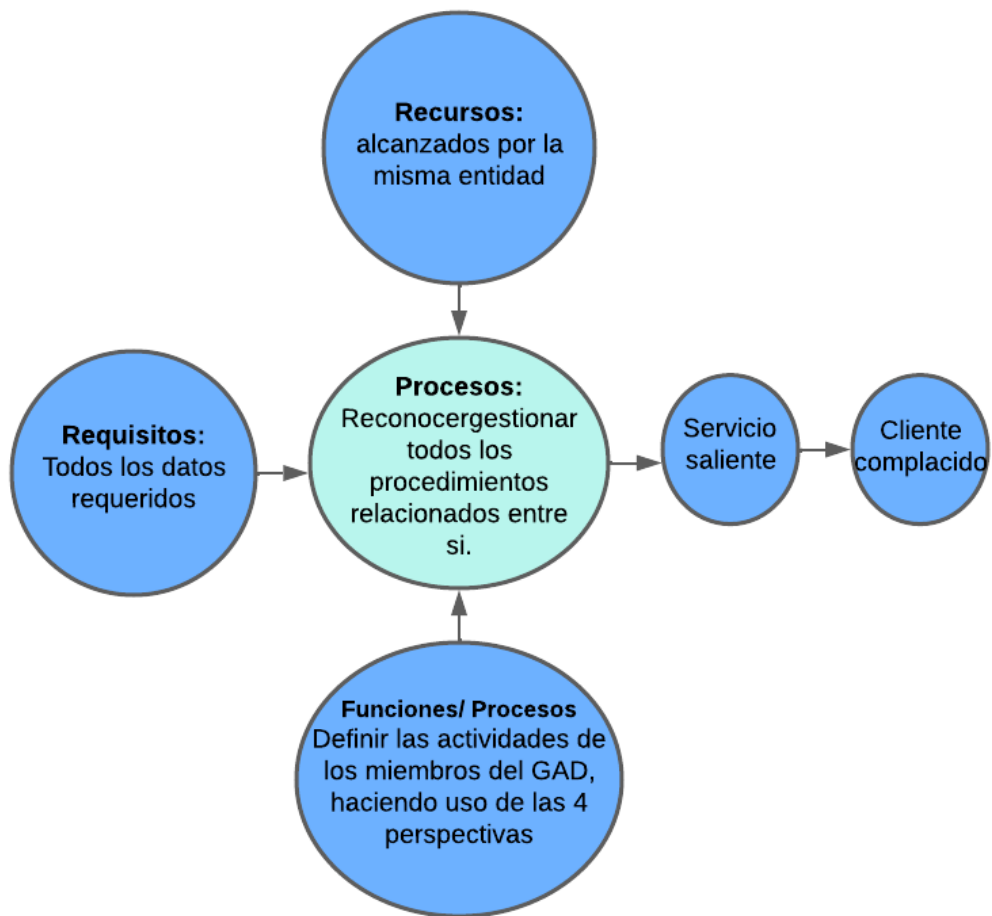 Recursos:
alcanzados por la
misma entidad
Requisitos:
Todos los datos
requeridos
Procesos:
Reconocergestionar
todos los
procedimientos
relacionados entre
si.
Servicio
saliente
Cliente
complacido
Funciones/ Procesos
Definir las actividades de
los miembros del GAD,
haciendo uso de las 4
perspectivas